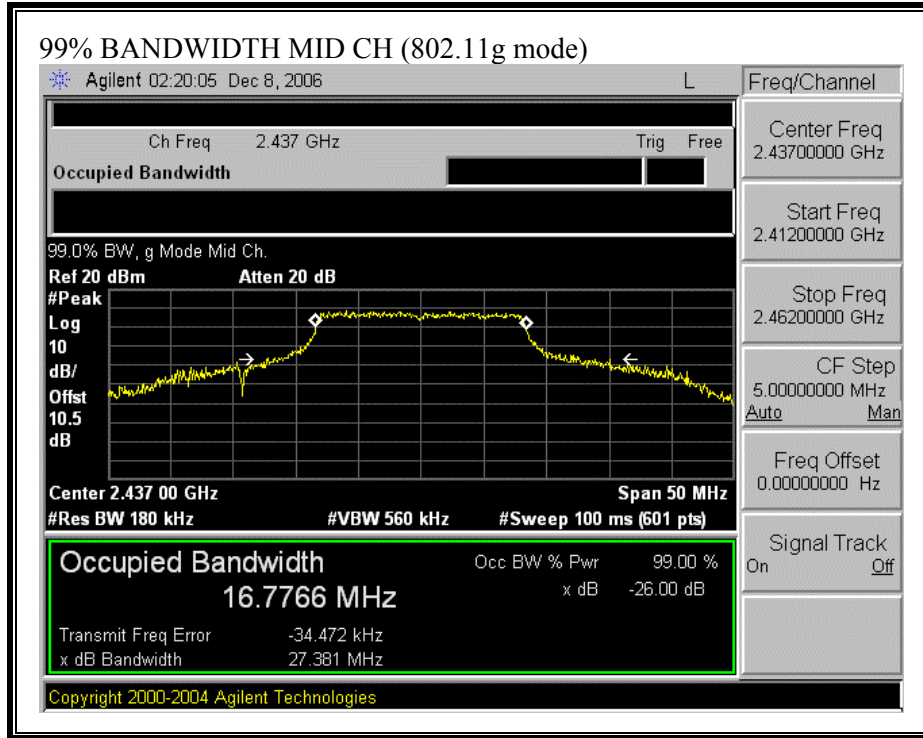 99% BANDWIDTH MID CH (802.11g mode)
Agilent 02:20:05 Dec 8, 2006 L Freq/Channel
Ch Freq 2.437 GHz Trig Free
Occupied Bandwidth
Center Freq
2.43700000 GHz
Start Freq
2.41200000 GHz
99.0% BW, g Mode Mid Ch.
Ref 20 dBm Atten 20 dB
#Peak
Log
10
dB/
Offst
10.5
dB
Stop Freq
2.46200000 GHz
CF Step
5.00000000 MHz
Auto Man
Freq Offset
0.00000000 Hz
Center 2.437 00 GHz Span 50 MHz
#Res BW 180 kHz #VBW 560 kHz #Sweep 100 ms (601 pts)
Signal Track
On Off
Occupied Bandwidth Occ BW % Pwr 99.00 %
16.7766 MHz x dB -26.00 dB
Transmit Freq Error -34.472 kHz
x dB Bandwidth 27.381 MHz
Copyright 2000-2004 Agilent Technologies